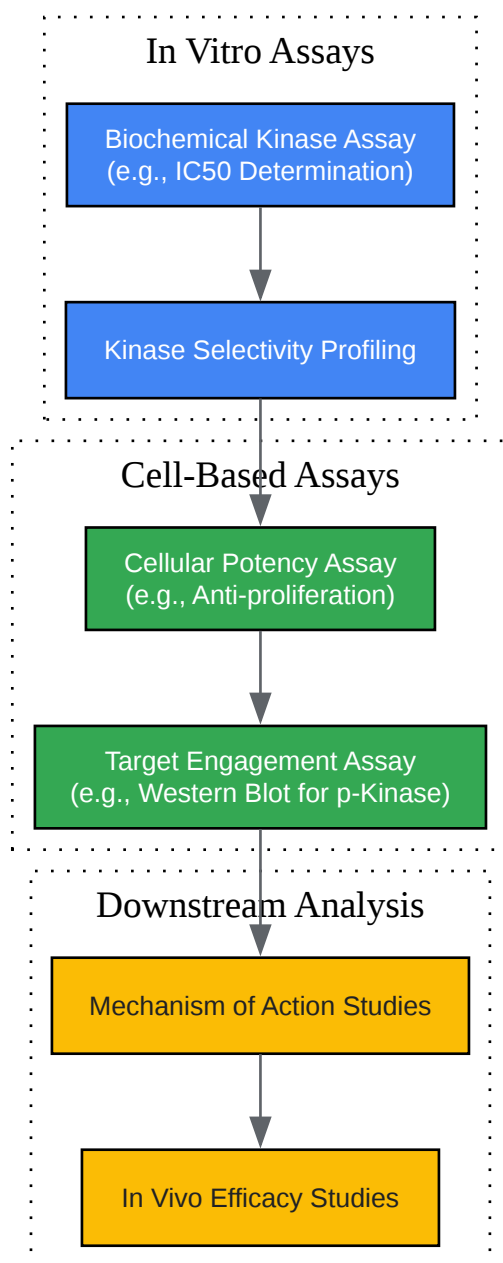 In Vitro Assays
Biochemical Kinase Assay
(e.g., IC50 Determination)
Kinase Selectivity Profiling
Cell-Based Assays
Cellular Potency Assay
(e.g., Anti-proliferation)
Target Engagement Assay
(e.g., Western Blot for p-Kinase)
Downstream Analysis
Mechanism of Action Studies
In Vivo Efficacy Studies